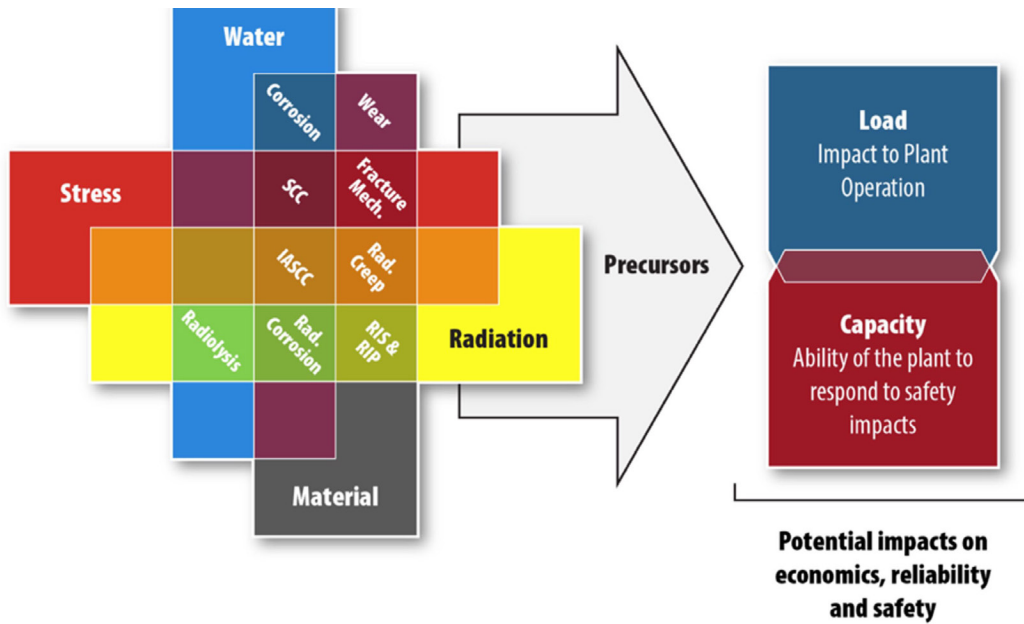 Water
Corrosion
Wear
Stress
SCC
Fracture
Mech.
IASCC
Rad.
Creep
Radiolysis
Rad.
Corrosion
RIS &
RIP
Radiation
Material
Precursors
Load
Impact to Plant
Operation
Capacity
Ability of the plant to
respond to safety
impacts
Potential impacts on
economics, reliability
and safety